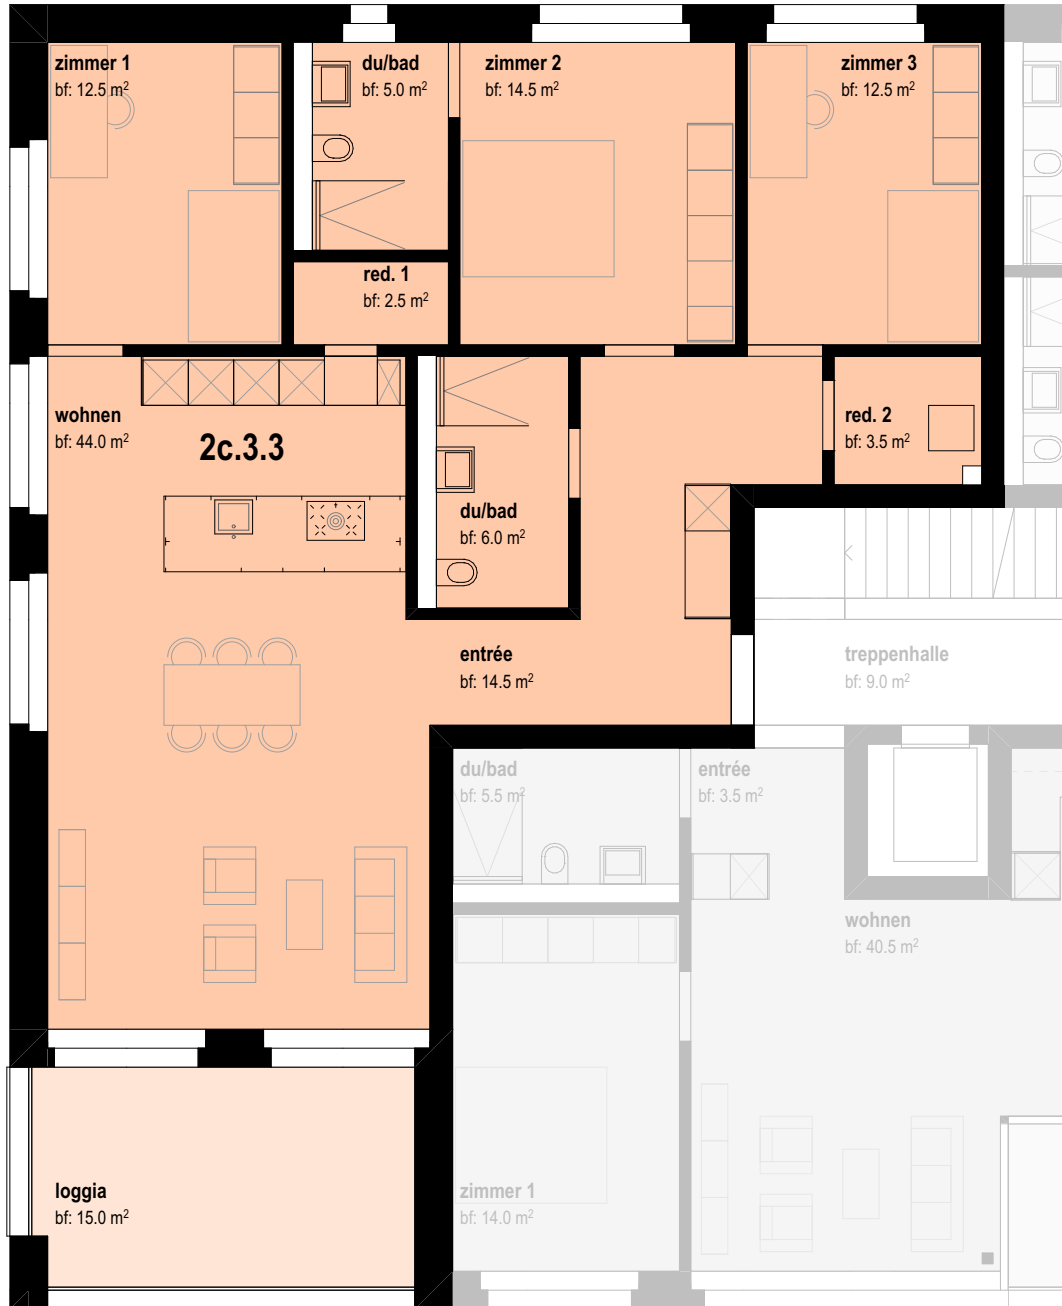 zimmer 1
bf: 12.5 m²
du/bad
bf: 5.0 m²
zimmer 2
bf: 14.5 m²
zimmer 3
bf: 12.5 m²
red. 1
bf: 2.5 m²
wohnen
bf: 44.0 m²
2c.3.3
red. 2
bf: 3.5 m²
du/bad
bf: 6.0 m²
entrée
bf: 14.5 m²
treppenhalle
bf: 9.0 m²
du/bad
bf: 5.5 m²
entrée
bf: 3.5 m²
wohnen
bf: 40.5 m²
loggia
bf: 15.0 m²
zimmer 1
bf: 14.0 m²